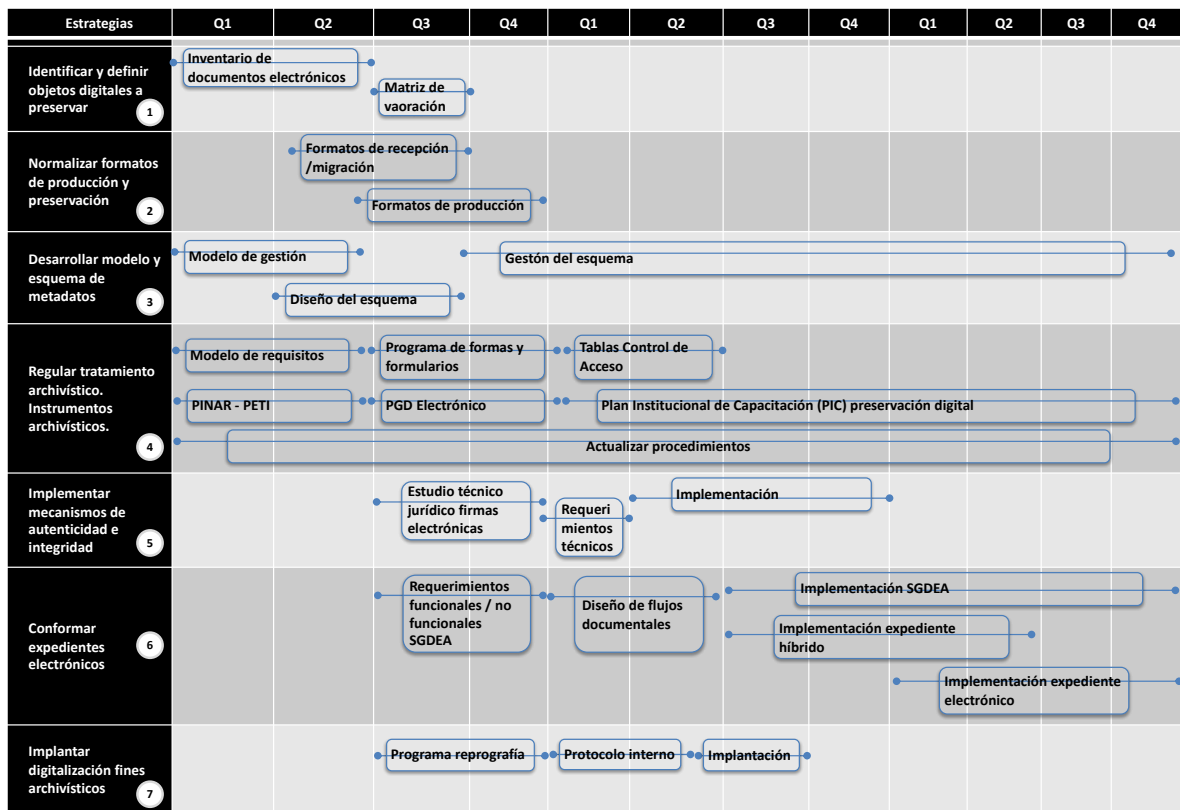 Estrategias
Q1
Q2
Q3
Q4
Q1
Q2
Q3
Q4
Q1
Q2
Q3
Q4
Identificar y definir
objetos digitales a
preservar
1
Inventario de
documentos electrónicos
Matriz de
vaoración
Normalizar formatos
de producción y
preservación
2
Formatos de recepción
/migración
Formatos de producción
Desarrollar modelo y
esquema de
metadatos
3
Modelo de gestión
Gestón del esquema
Diseño del esquema
Regular tratamiento
archivístico.
Instrumentos
archivísticos.
4
Modelo de requisitos
Programa de formas y
formularios
Tablas Control de
Acceso
PINAR - PETI
PGD Electrónico
Plan Institucional de Capacitación (PIC) preservación digital
Actualizar procedimientos
Implementar
mecanismos de
autenticidad e
integridad
5
Estudio técnico
jurídico firmas
electrónicas
Requeri
mientos
técnicos
Implementación
Conformar
expedientes
electrónicos
6
Requerimientos
funcionales / no
funcionales
SGDEA
Diseño de flujos
documentales
Implementación SGDEA
Implementación expediente
híbrido
Implementación expediente
electrónico
Implantar
digitalización fines
archivísticos
7
Programa reprografía
Protocolo interno
Implantación